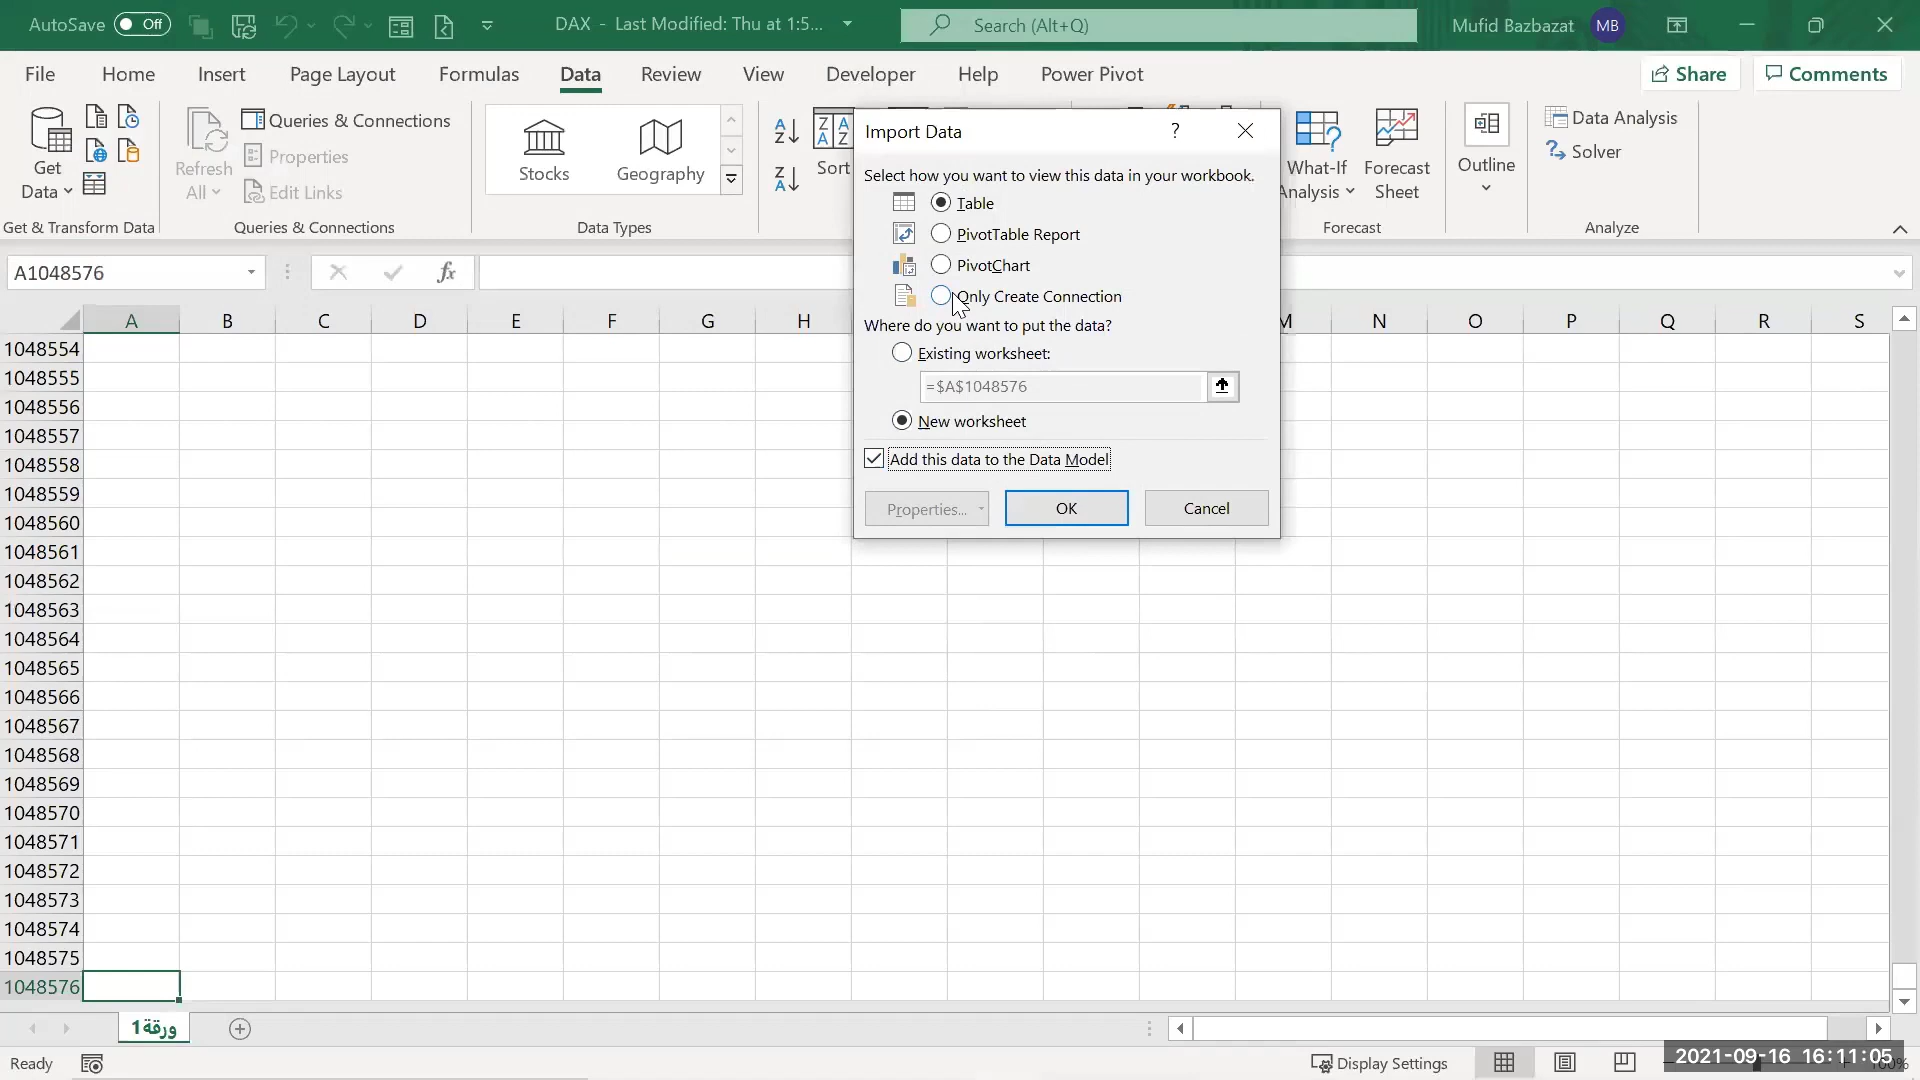 AutoSave Off DAX - Last Modified: Thu at 1:5... Search (Alt+Q) Mufid Bazbazat MB
File Home Insert Page Layout Formulas Data Review View Developer Help Power Pivot Share Comments
Get Data
Refresh All
Queries & Connections
Properties
Edit Links
Stocks
Geography
Sort
What-If Analysis
Forecast Sheet
Outline
Data Analysis
Solver
Get & Transform Data Queries & Connections Data Types Forecast Analyze
A1048576 fx
Import Data ?
Select how you want to view this data in your workbook.
Table
PivotTable Report
PivotChart
Only Create Connection
Where do you want to put the data?
Existing worksheet:
=$A$1048576
New worksheet
Add this data to the Data Model
Properties... OK Cancel
A B C D E F G H M N O P Q R S
1048554
1048555
1048556
1048557
1048558
1048559
1048560
1048561
1048562
1048563
1048564
1048565
1048566
1048567
1048568
1048569
1048570
1048571
1048572
1048573
1048574
1048575
1048576
ورقة1
Ready Display Settings
2021-09-16 16:11:05